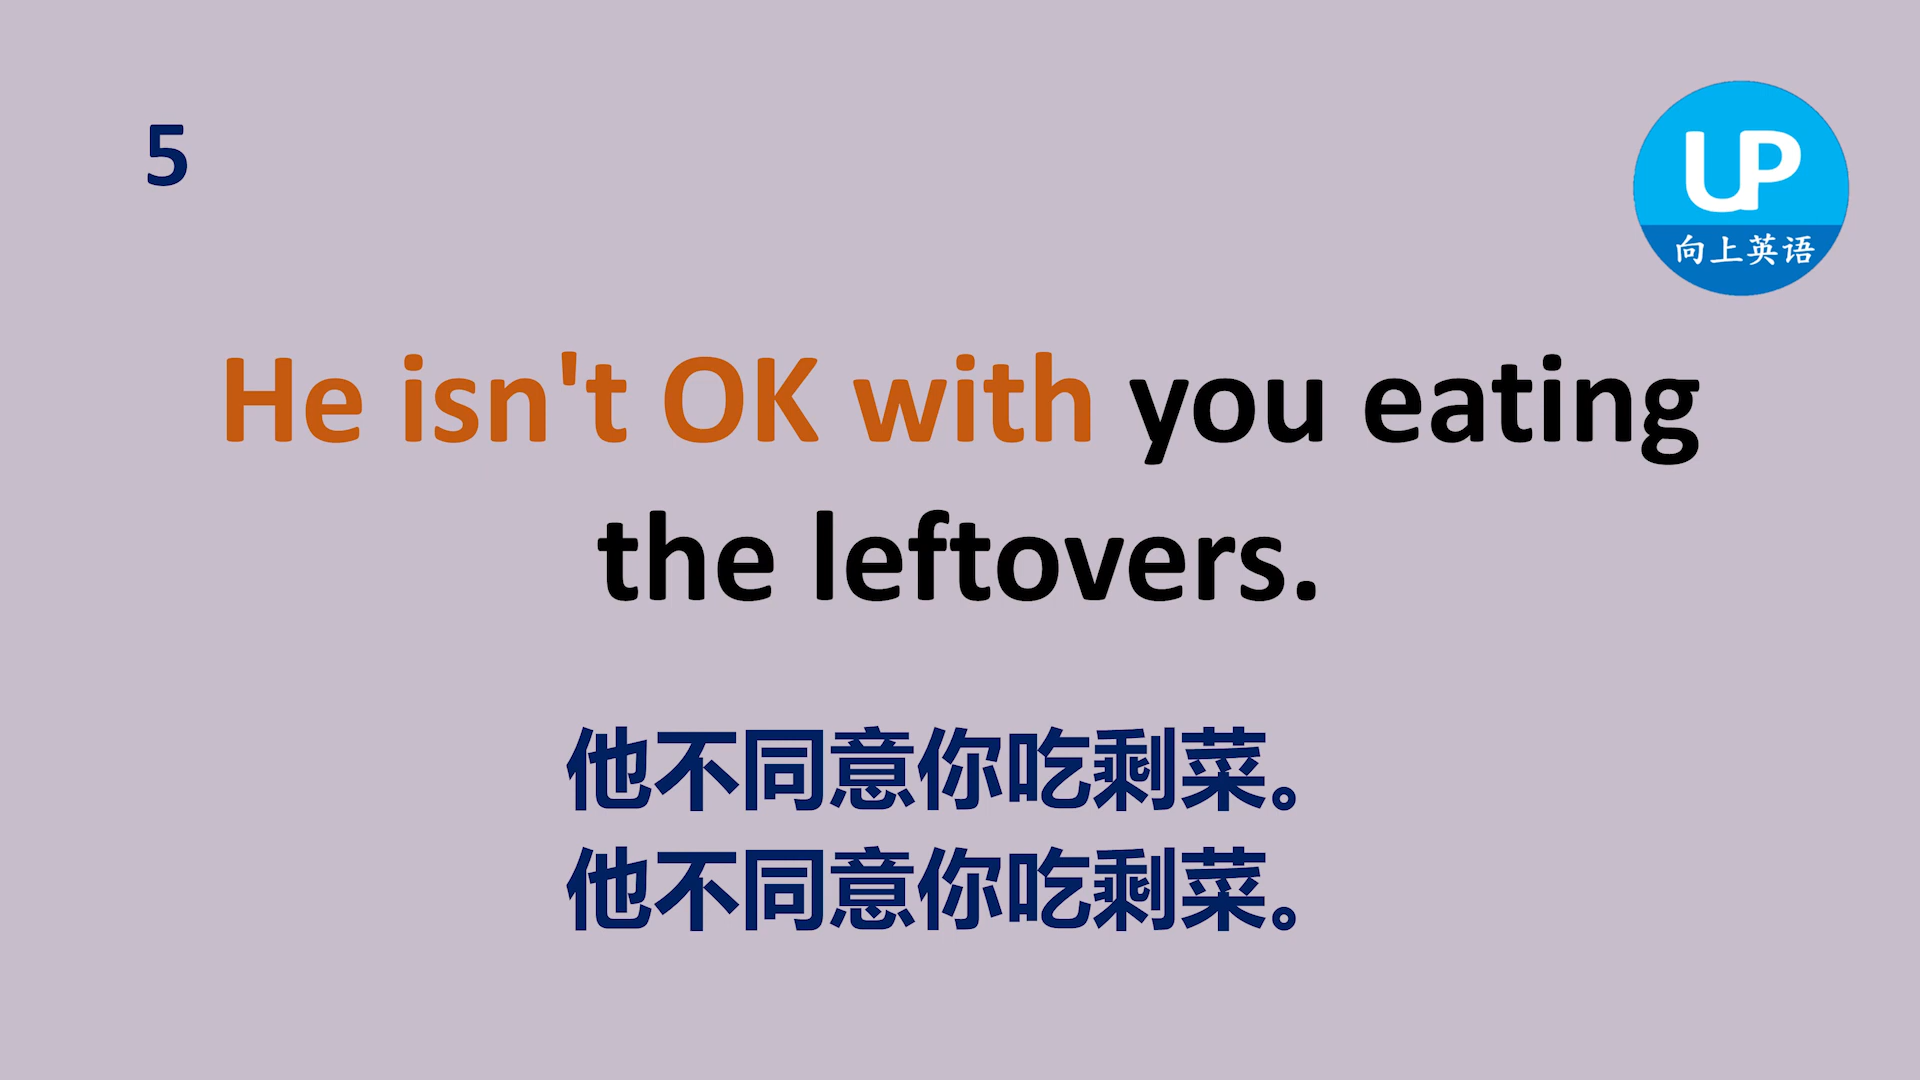 5
UP
向上英语
He isn't OK with you eating
the leftovers.
他不同意你吃剩菜。
他不同意你吃剩菜。